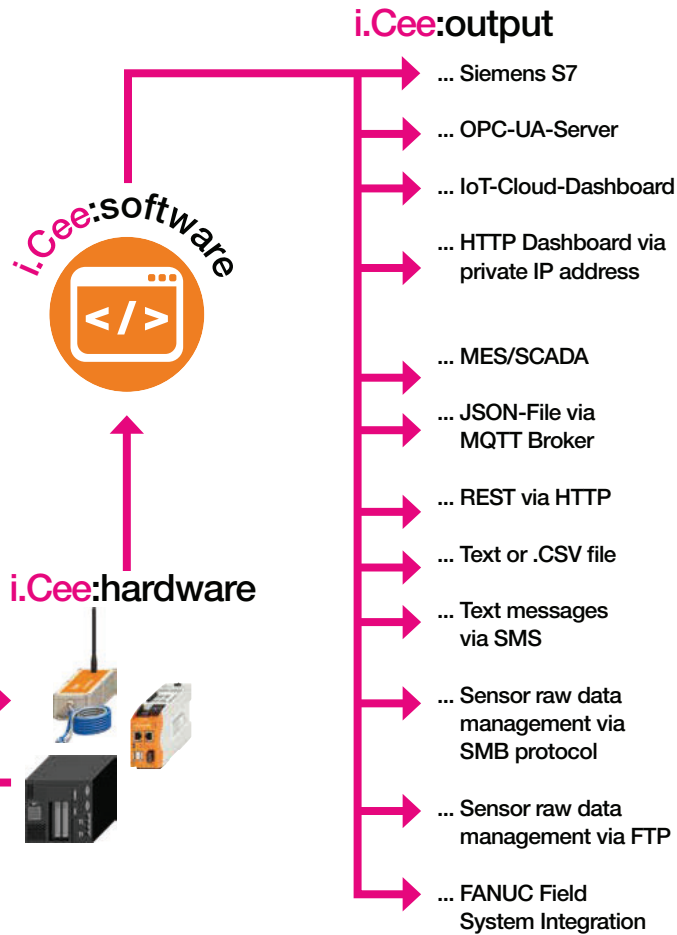 i.Cee:output
... Siemens S7
... OPC-UA-Server
... IoT-Cloud-Dashboard
... HTTP Dashboard via
private IP address
... MES/SCADA
... JSON-File via
MQTT Broker
... REST via HTTP
... Text or .CSV file
... Text messages
via SMS
... Sensor raw data
management via
SMB protocol
... Sensor raw data
management via FTP
... FANUC Field
System Integration
i.Cee:software
</>
i.Cee:hardware